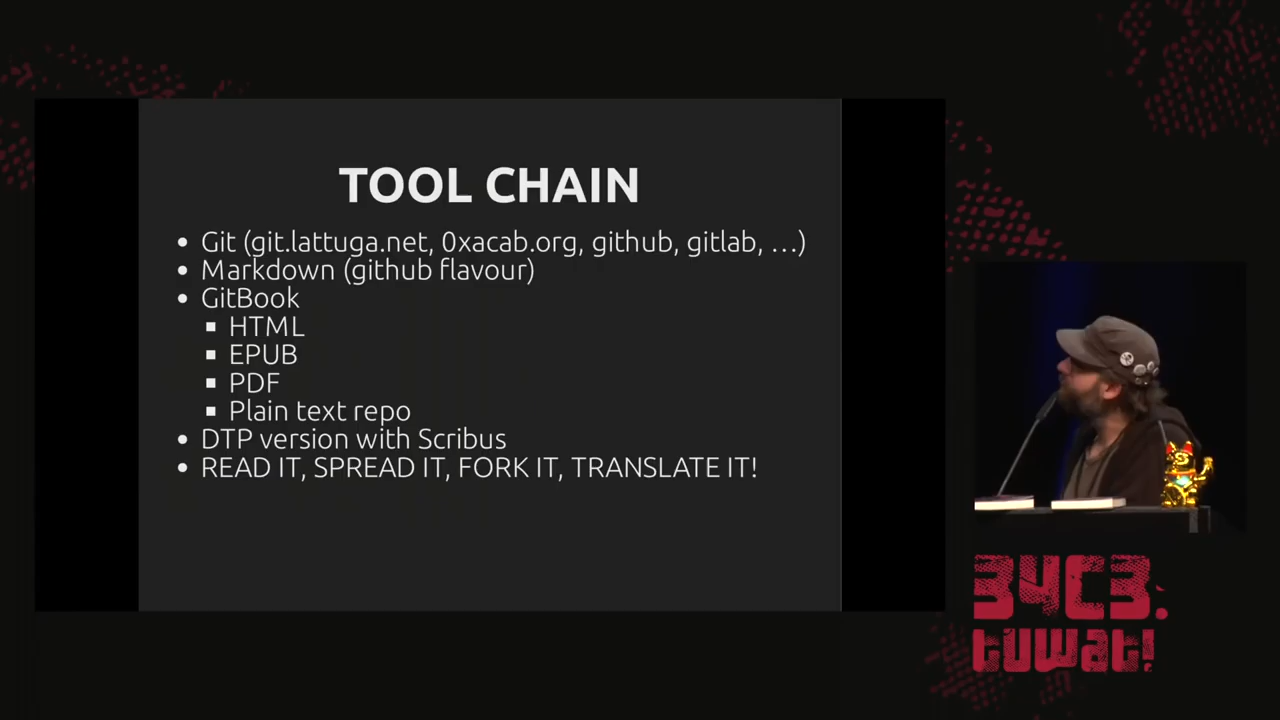 TOOL CHAIN
• Git (git.lattuga.net, 0xacab.org, github, gitlab, …)
• Markdown (github flavour)
• GitBook
▪ HTML
▪ EPUB
▪ PDF
▪ Plain text repo
• DTP version with Scribus
• READ IT, SPREAD IT, FORK IT, TRANSLATE IT!
34C3.
tuwat!